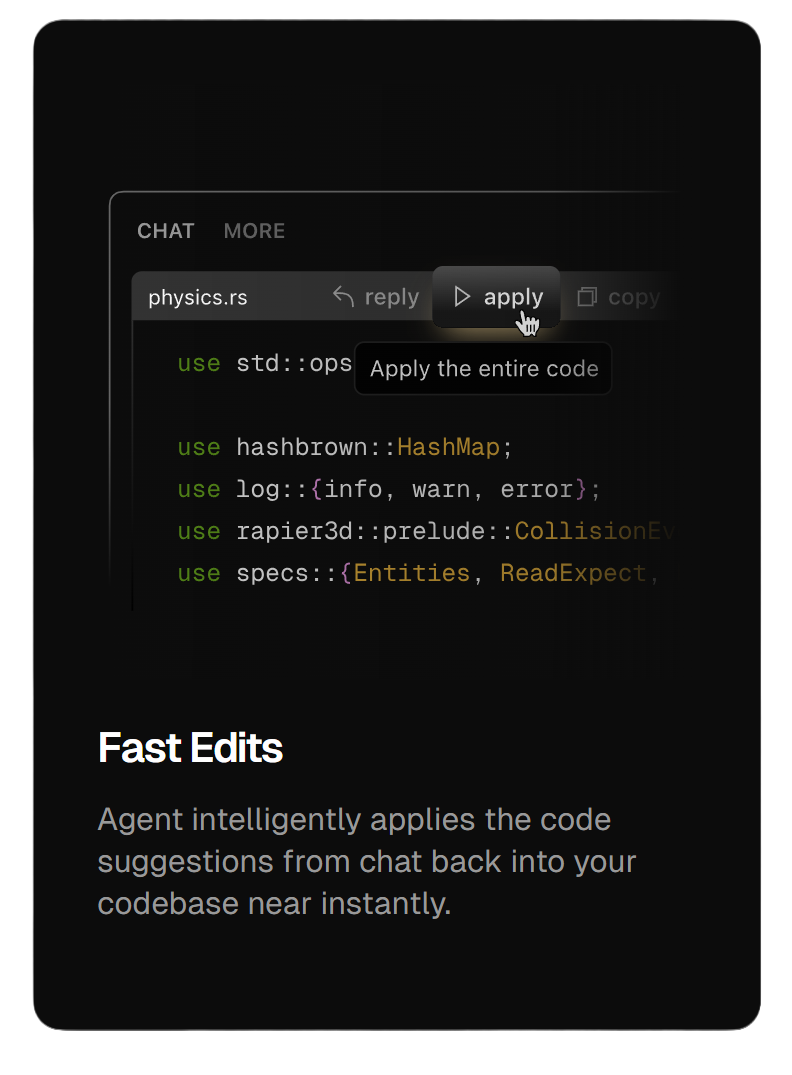 CHAT MORE
physics.rs reply apply copy
use std::ops
Apply the entire code
use hashbrown::HashMap;
use log::{info, warn, error};
use rapier3d::prelude::CollisionEv
use specs::{Entities, ReadExpect,
Fast Edits
Agent intelligently applies the code
suggestions from chat back into your
codebase near instantly.